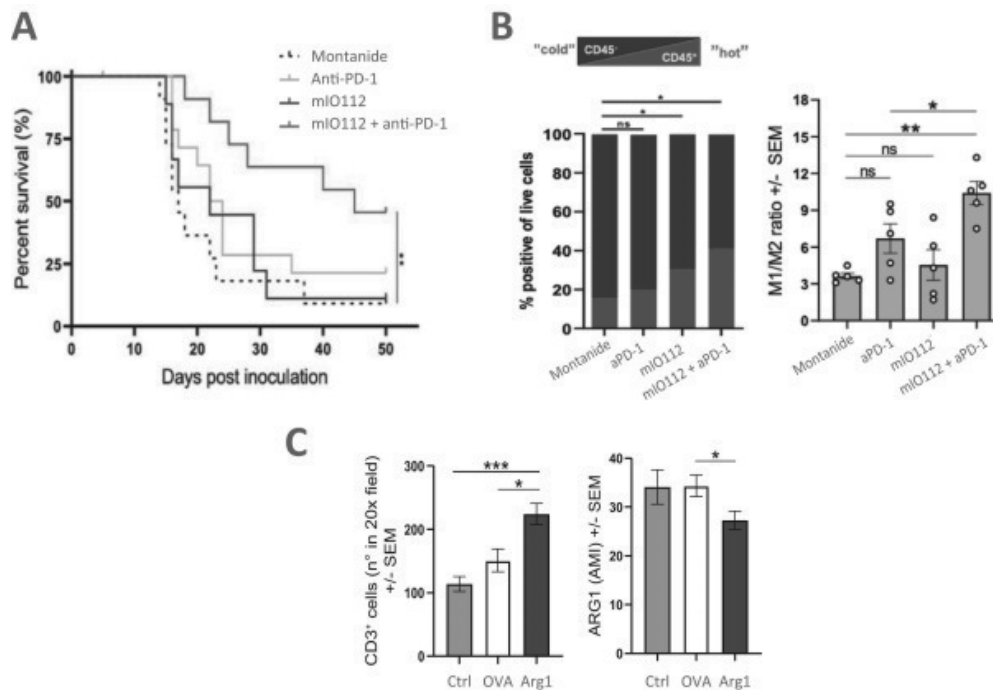 A
Montanide
Anti-PD-1
mIO112
mIO112 + anti-PD-1
Percent survival (%)
100
75
50
25
0
**
0 10 20 30 40 50
Days post inoculation
B
"cold" CD45⁻ CD45⁺ "hot"
*
*
ns
% positive of live cells
100
80
60
40
20
0
Montanide
aPD-1
mIO112
mIO112 + aPD-1
M1/M2 ratio +/- SEM
18
15
12
9
6
3
0
*
**
ns
ns
Montanide
aPD-1
mIO112
mIO112 + aPD-1
C
CD3⁺ cells (n° in 20x field)
+/- SEM
300
200
100
0
***
*
Ctrl OVA Arg1
ARG1 (AMI) +/- SEM
40
30
20
10
0
*
Ctrl OVA Arg1